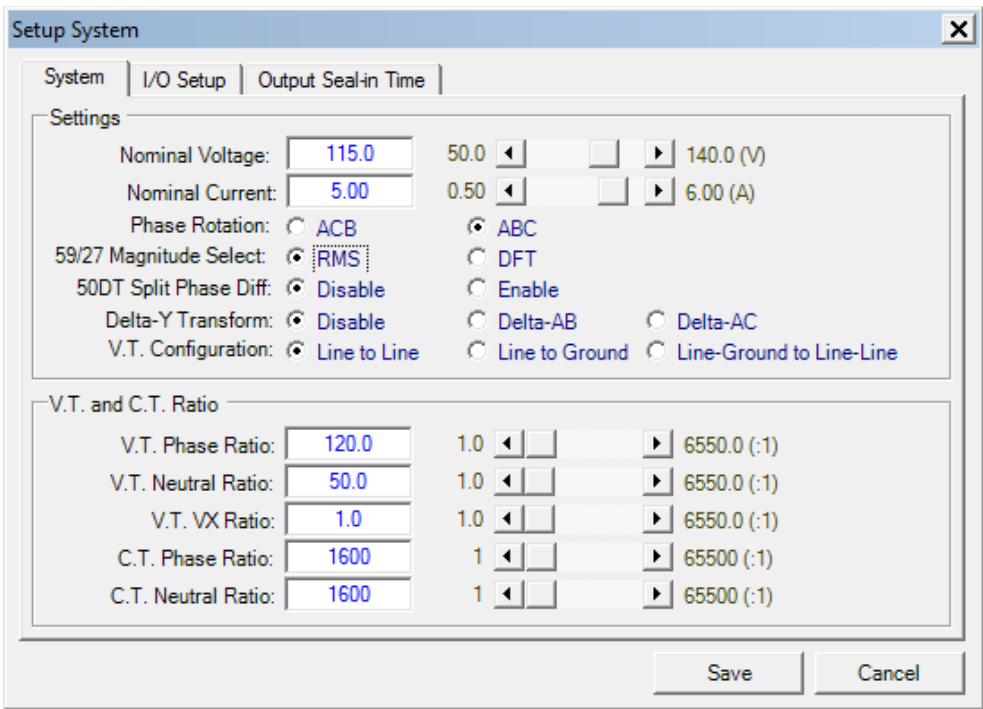 Setup System
System I/O Setup Output Seal-in Time
Settings
Nominal Voltage: 115.0 50.0 140.0 (V)
Nominal Current: 5.00 0.50 6.00 (A)
Phase Rotation: ACB ABC
59/27 Magnitude Select: RMS DFT
50DT Split Phase Diff: Disable Enable
Delta-Y Transform: Disable Delta-AB Delta-AC
V.T. Configuration: Line to Line Line to Ground Line-Ground to Line-Line
V.T. and C.T. Ratio
V.T. Phase Ratio: 120.0 1.0 6550.0 (:1)
V.T. Neutral Ratio: 50.0 1.0 6550.0 (:1)
V.T. VX Ratio: 1.0 1.0 6550.0 (:1)
C.T. Phase Ratio: 1600 1 65500 (:1)
C.T. Neutral Ratio: 1600 1 65500 (:1)
Save Cancel